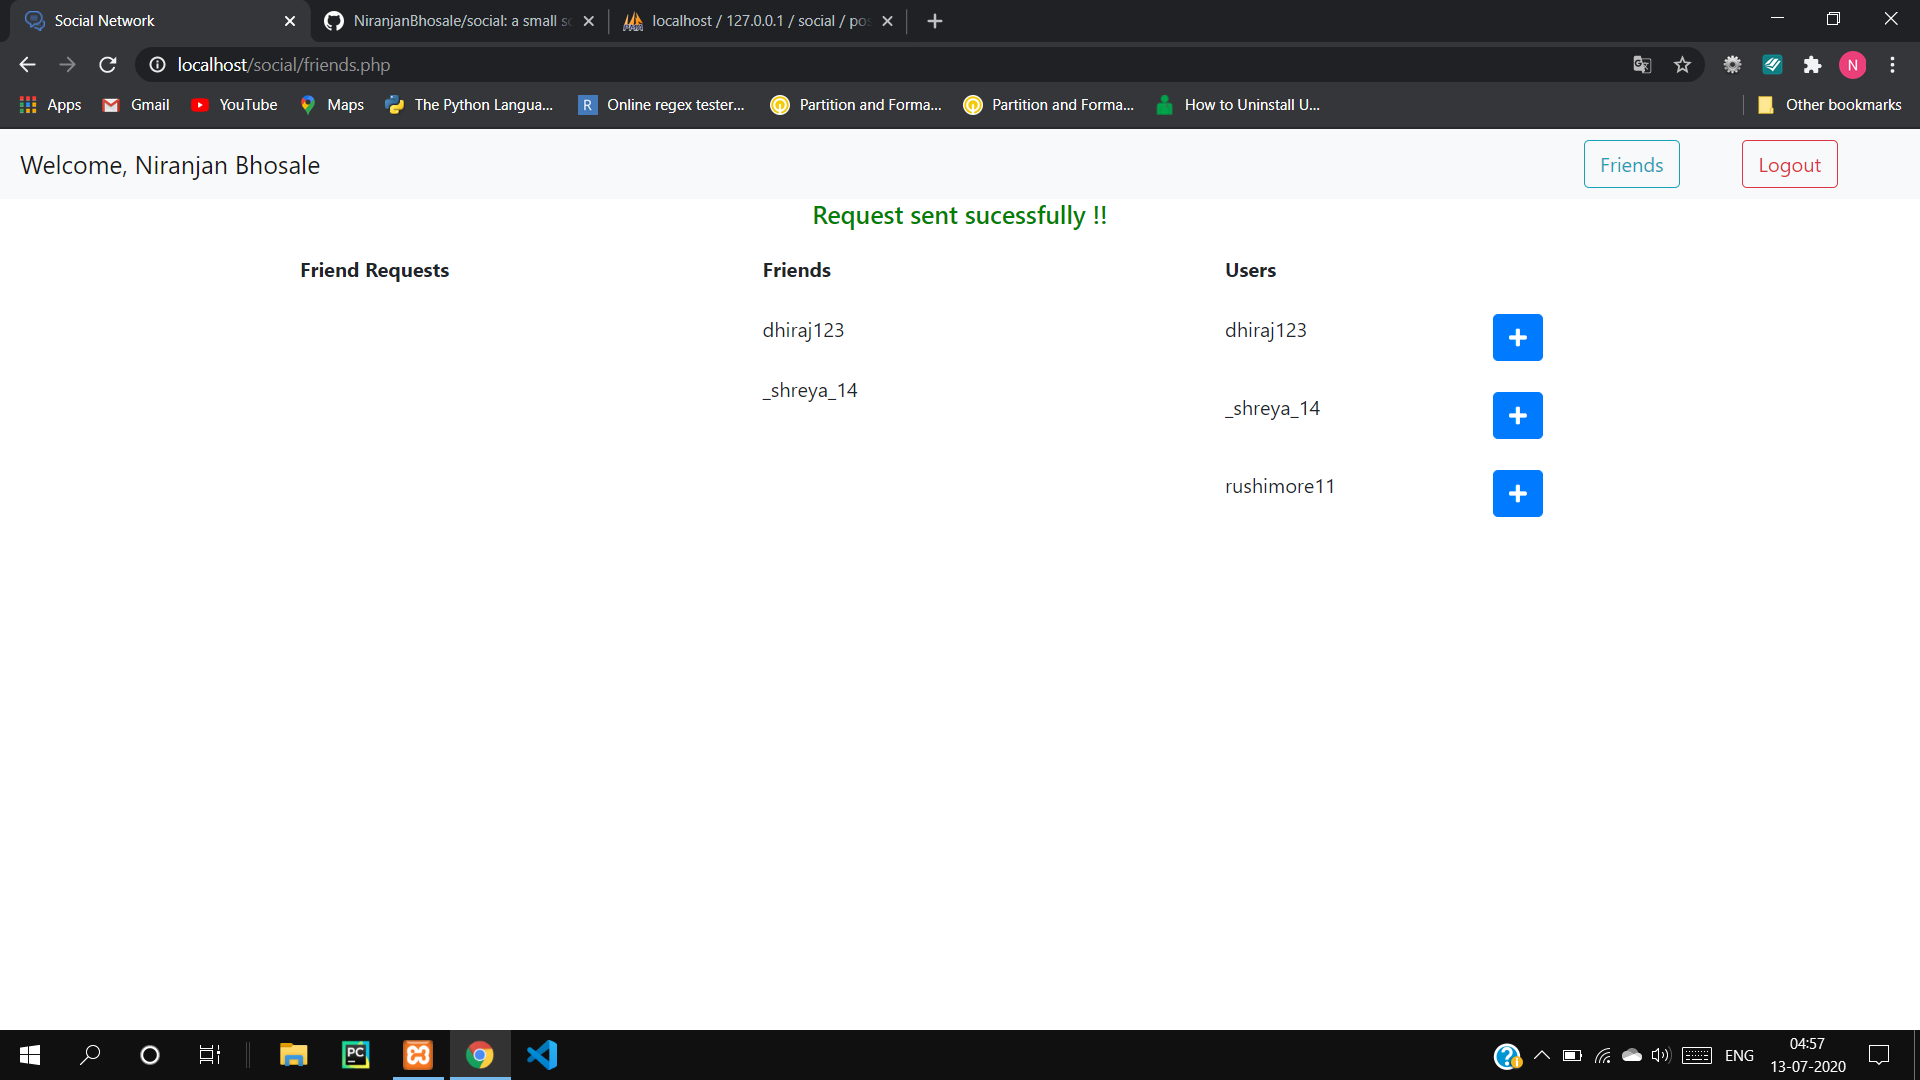 Social Network
NiranjanBhosale/social: a small s
localhost / 127.0.0.1 / social / pos
localhost/social/friends.php
N
Apps
Gmail
YouTube
Maps
The Python Langua...
R
Online regex tester...
Partition and Forma...
Partition and Forma...
How to Uninstall U...
Other bookmarks
Welcome, Niranjan Bhosale
Friends
Logout
Request sent sucessfully !!
Friend Requests
Friends
Users
dhiraj123
dhiraj123
_shreya_14
_shreya_14
rushimore11
PC
ENG
04:57
13-07-2020